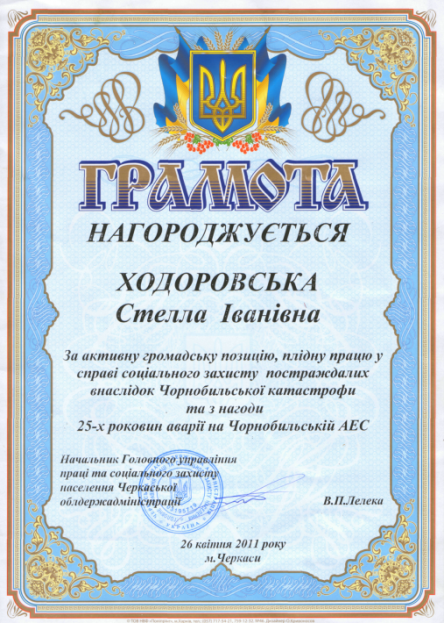 ГРАМОТА
НАГОРОДЖУЄТЬСЯ
ХОДОРОВСЬКА
Стелла Іванівна
За активну громадську позицію, плідну працю у
справі соціального захисту постраждалих
внаслідок Чорнобильської катастрофи
та з нагоди
25-х роковин аварії на Чорнобильській АЕС
Начальник Головного управління
праці та соціального захисту
населення Черкаської
облдержадміністрації
В.П.Лелека
26 квітня 2011 року
м.Черкаси